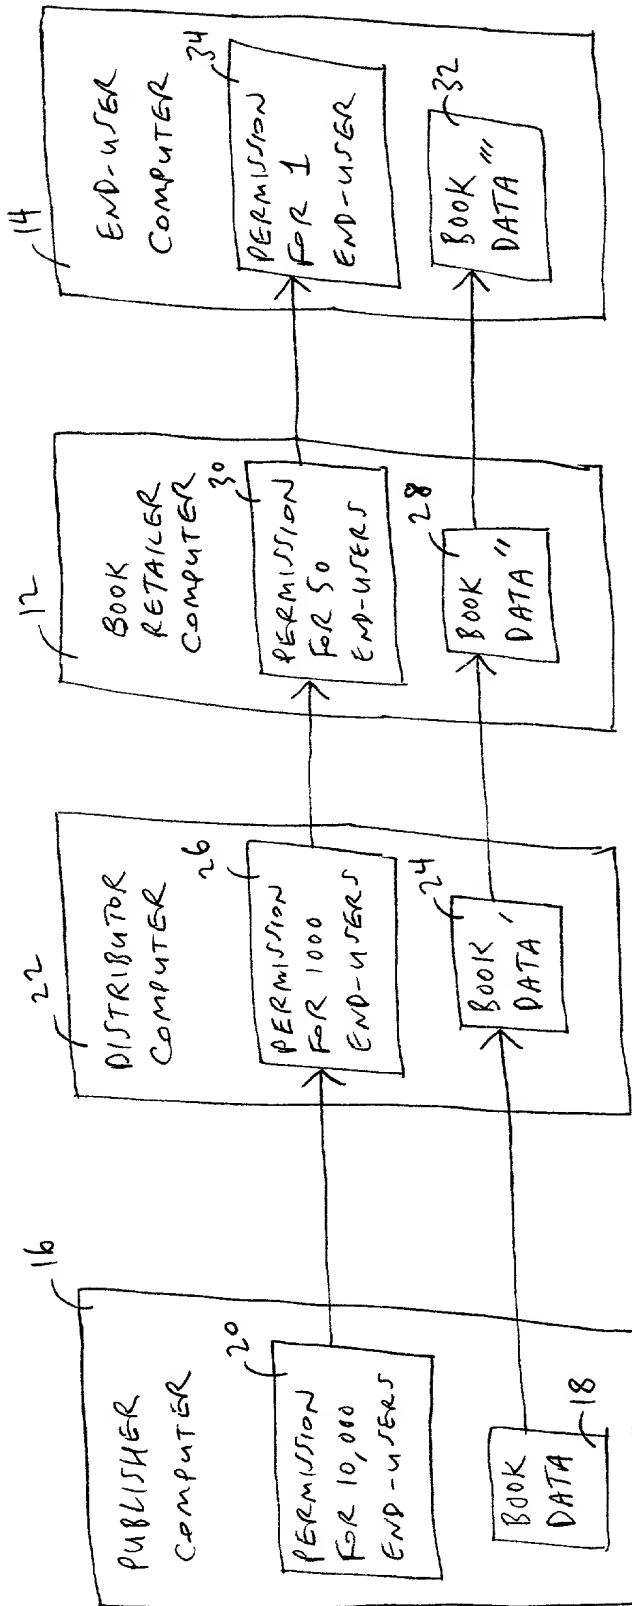 16
PUBLISHER
COMPUTER
20
PERMISSION
FOR 10,000
END-USERS
BOOK
DATA
18
22
DISTRIBUTOR
COMPUTER
26
PERMISSION
FOR 1000
END-USERS
24
BOOK
DATA'
12
BOOK
RETAILER
COMPUTER
30
PERMISSION
FOR 50
END-USERS
28
BOOK
DATA"
14
END-USER
COMPUTER
34
PERMISSION
FOR 1
END-USER
32
BOOK
DATA'''